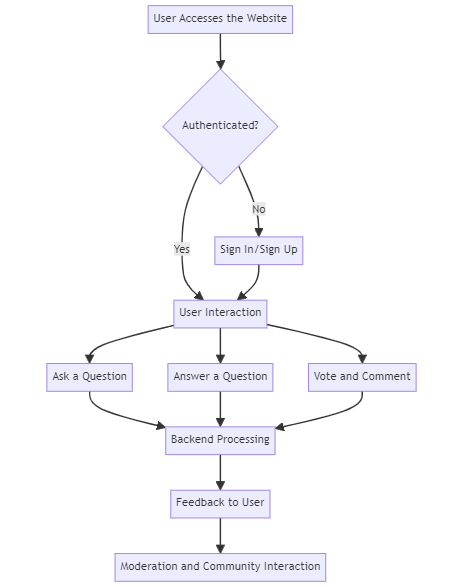 User Accesses the Website
Authenticated?
No
Yes
Sign In/Sign Up
User Interaction
Ask a Question
Answer a Question
Vote and Comment
Backend Processing
Feedback to User
Moderation and Community Interaction